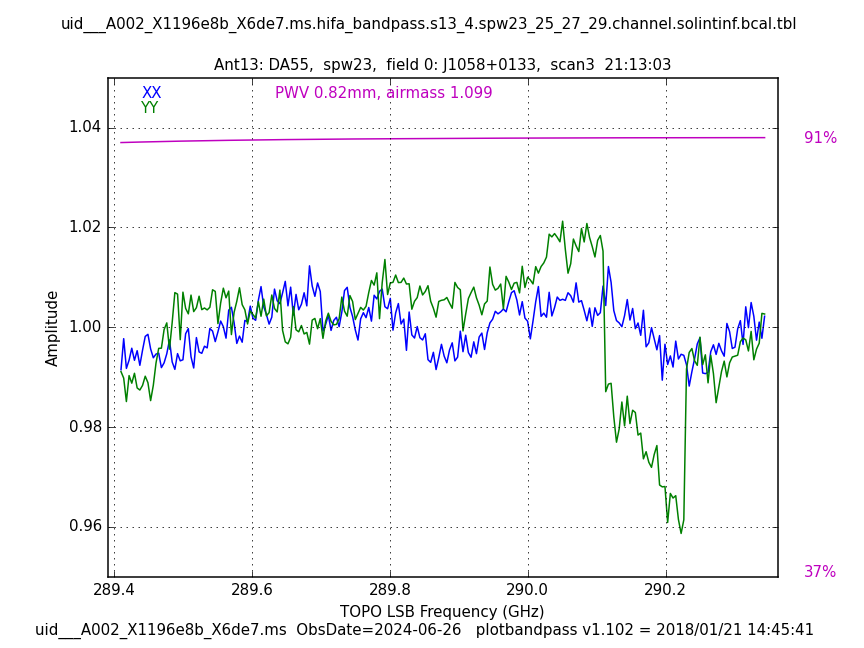 uid___A002_X1196e8b_X6de7.ms.hifa_bandpass.s13_4.spw23_25_27_29.channel.solintinf.bcal.tbl
Ant13: DA55,  spw23,  field 0: J1058+0133,  scan3  21:13:03
XX
PWV 0.82mm, airmass 1.099
YY
1.04
91%
1.02
1.00
Amplitude
0.98
0.96
37%
289.4 289.6 289.8 290.0 290.2
TOPO LSB Frequency (GHz)
uid___A002_X1196e8b_X6de7.ms  ObsDate=2024-06-26   plotbandpass v1.102 = 2018/01/21 14:45:41